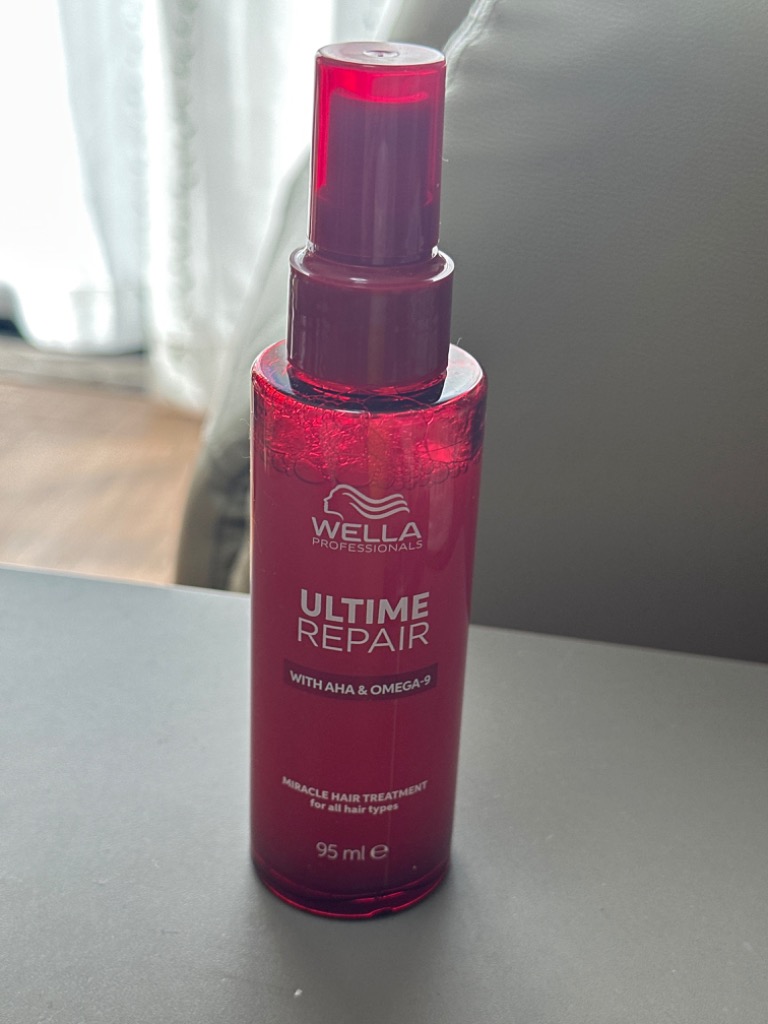 WELLA
PROFESSIONALS
ULTIME
REPAIR
WITH AHA & OMEGA-9
MIRACLE HAIR TREATMENT
for all hair types
95 ml ℮